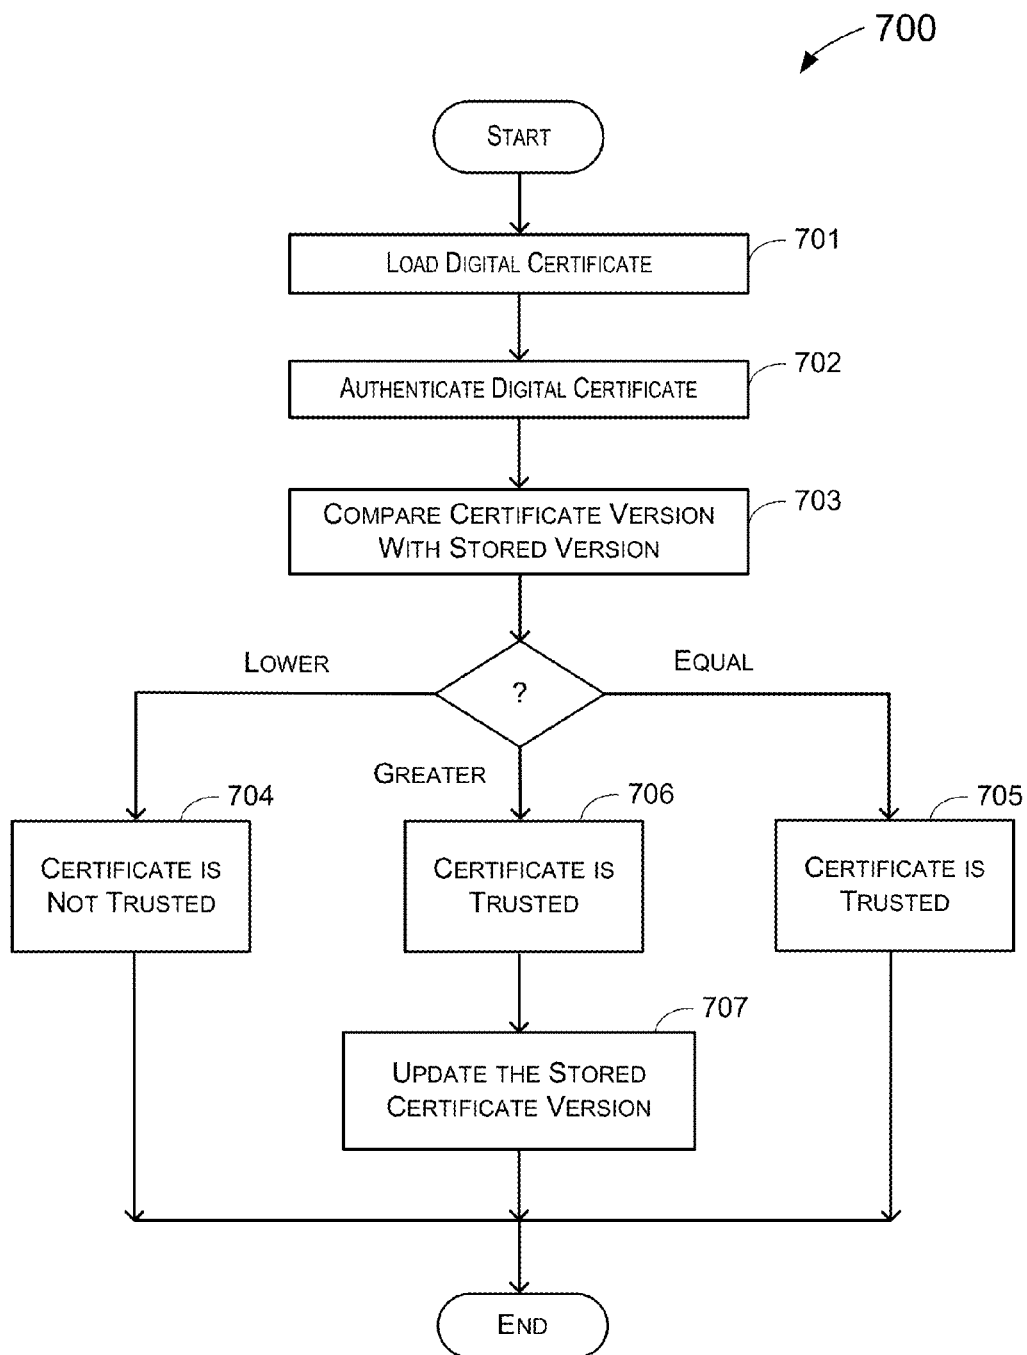 700
START
701
LOAD DIGITAL CERTIFICATE
702
AUTHENTICATE DIGITAL CERTIFICATE
703
COMPARE CERTIFICATE VERSION
WITH STORED VERSION
LOWER
?
EQUAL
GREATER
704
CERTIFICATE IS
NOT TRUSTED
706
CERTIFICATE IS
TRUSTED
705
CERTIFICATE IS
TRUSTED
707
UPDATE THE STORED
CERTIFICATE VERSION
END